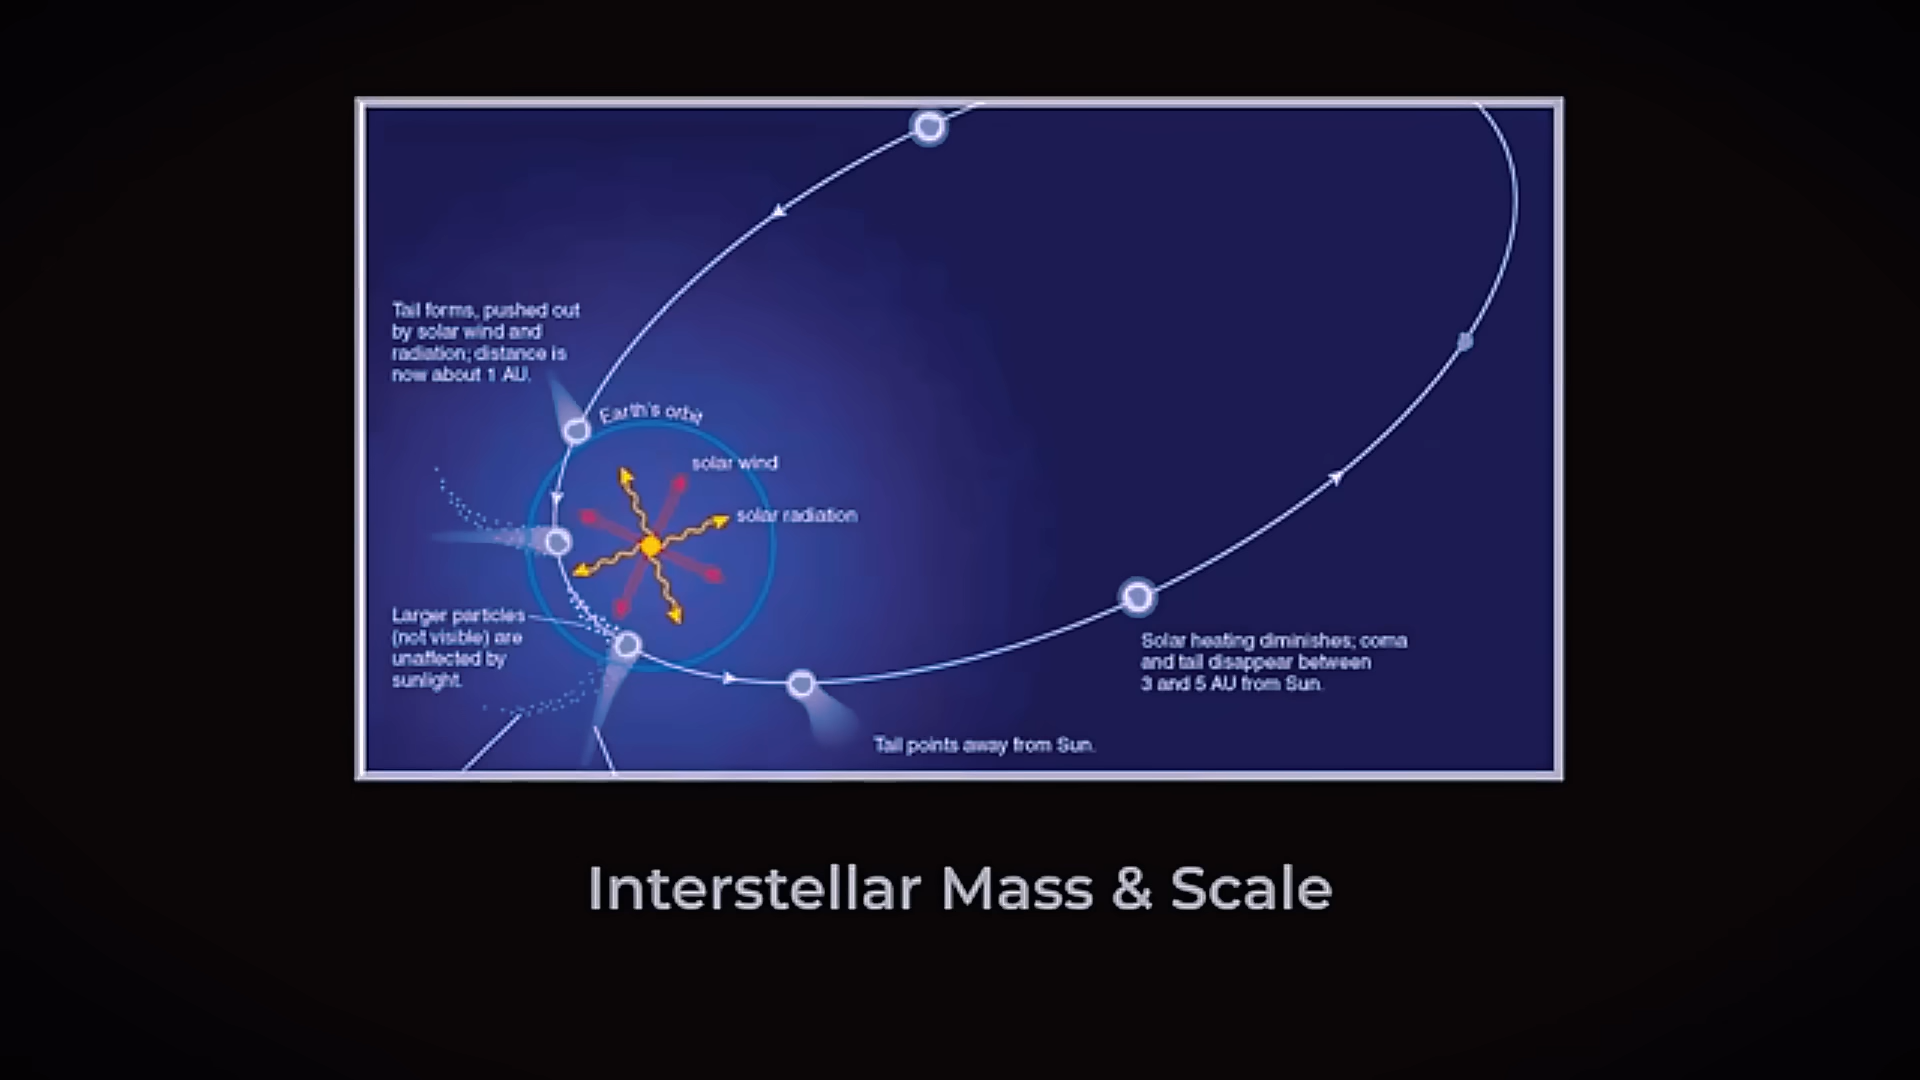 Tail forms, pushed out
by solar wind and
radiation; distance is
now about 1 AU.
Earth's orbit
solar wind
solar radiation
Larger particles
(not visible) are
unaffected by
sunlight.
Solar heating diminishes; coma
and tail disappear between
3 and 5 AU from Sun.
Tail points away from Sun.
Interstellar Mass & Scale